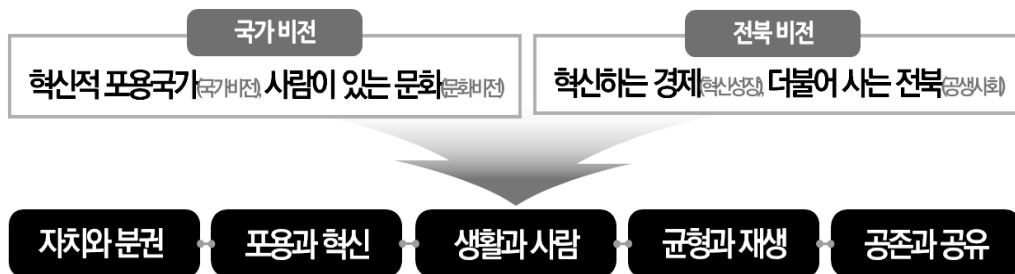 국가 비전
혁신적 포용국가(국가비전), 사람이 있는 문화(문화비전)
전북 비전
혁신하는 경제(혁신성장), 더불어 사는 전북(공생사회)
자치와 분권
포용과 혁신
생활과 사람
균형과 재생
공존과 공유